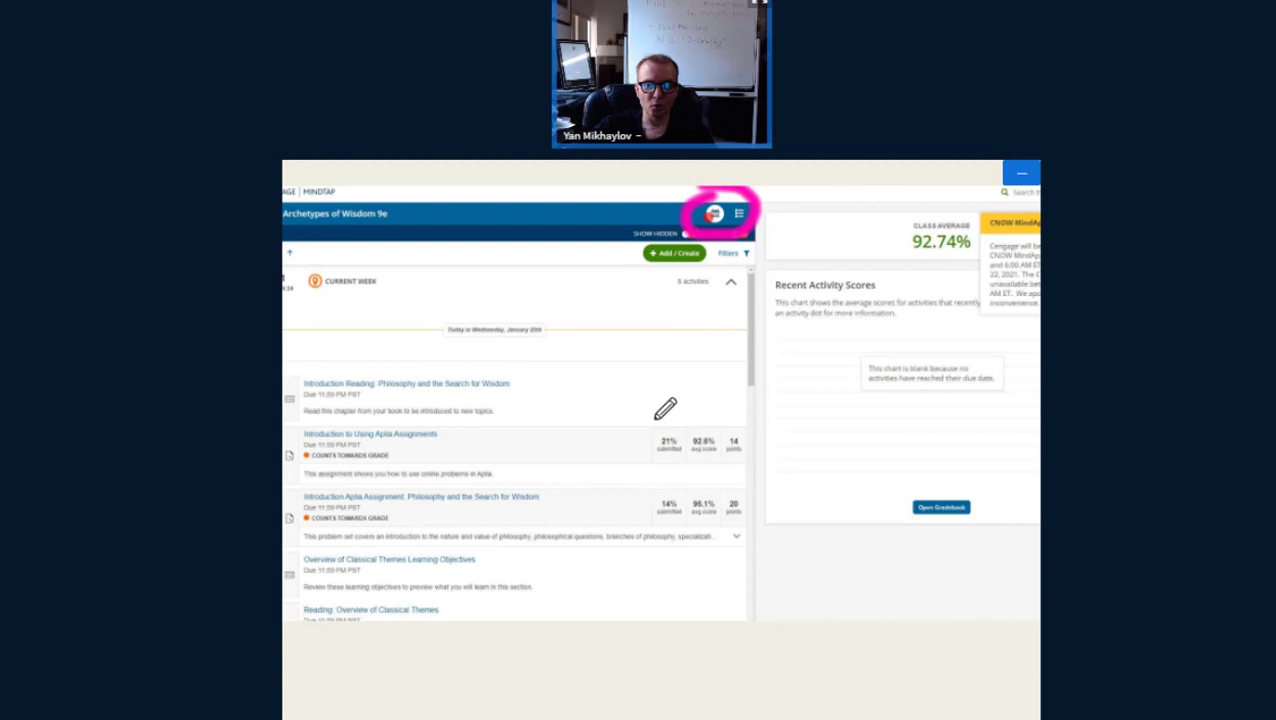 Yan Mikhaylov –
AGE | MINDTAP
Search th
Archetypes of Wisdom 9e
SHOW HIDDEN
+ Add / Create
Filters
CURRENT WEEK
8 activities
Today is Wednesday, January 20th
Introduction Reading: Philosophy and the Search for Wisdom
Due 11:59 PM PST
Read this chapter from your book to be introduced to new topics.
Introduction to Using Aplia Assignments
Due 11:59 PM PST
COUNTS TOWARDS GRADE
21% 92.6% 14
submitted avg score points
This assignment shows you how to use online problems in Aplia.
Introduction Aplia Assignment: Philosophy and the Search for Wisdom
Due 11:59 PM PST
COUNTS TOWARDS GRADE
14% 95.1% 20
submitted avg score points
This problem set covers an introduction to the nature and value of philosophy, philosophical questions, branches of philosophy, specializati...
Overview of Classical Themes Learning Objectives
Due 11:59 PM PST
Review these learning objectives to preview what you will learn in this section.
Reading: Overview of Classical Themes
Due 11:59 PM PST
CLASS AVERAGE
92.74%
CNOW MindAp
Cengage will be
CNOW MindAp
and 6:00 AM ET
22, 2021. The C
unavailable bet
AM ET. We apo
inconvenience.
Recent Activity Scores
This chart shows the average scores for activities that recently
an activity dot for more information.
This chart is blank because no
activities have reached their due date.
Open Gradebook